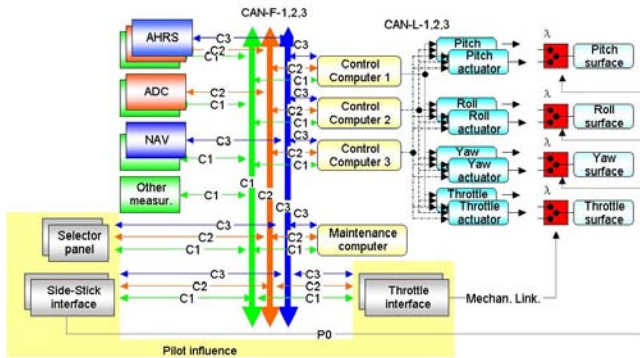 CAN-F-1,2,3
CAN-L-1,2,3
AHRS
C3
C2
C1
C3
C2
C1
Control
Computer 1
Pitch
Pitch
actuator
λ
Pitch
surface
ADC
C2
C1
C3
C2
C1
Control
Computer 2
Roll
Roll
actuator
λ
Roll
surface
NAV
C3
C1
C3
C2
C1
Control
Computer 3
Yaw
Yaw
actuator
λ
Yaw
surface
Other
measur.
C1
C1
C2
C3
Throttle
Throttle
actuator
λ
Throttle
surface
Selector
panel
C3
C2
C1
C3
C2
C1
Maintenance
computer
Side-Stick
interface
C3
C2
C1
C3
C2
C1
Throttle
interface
Mechan. Link.
P0
Pilot influence